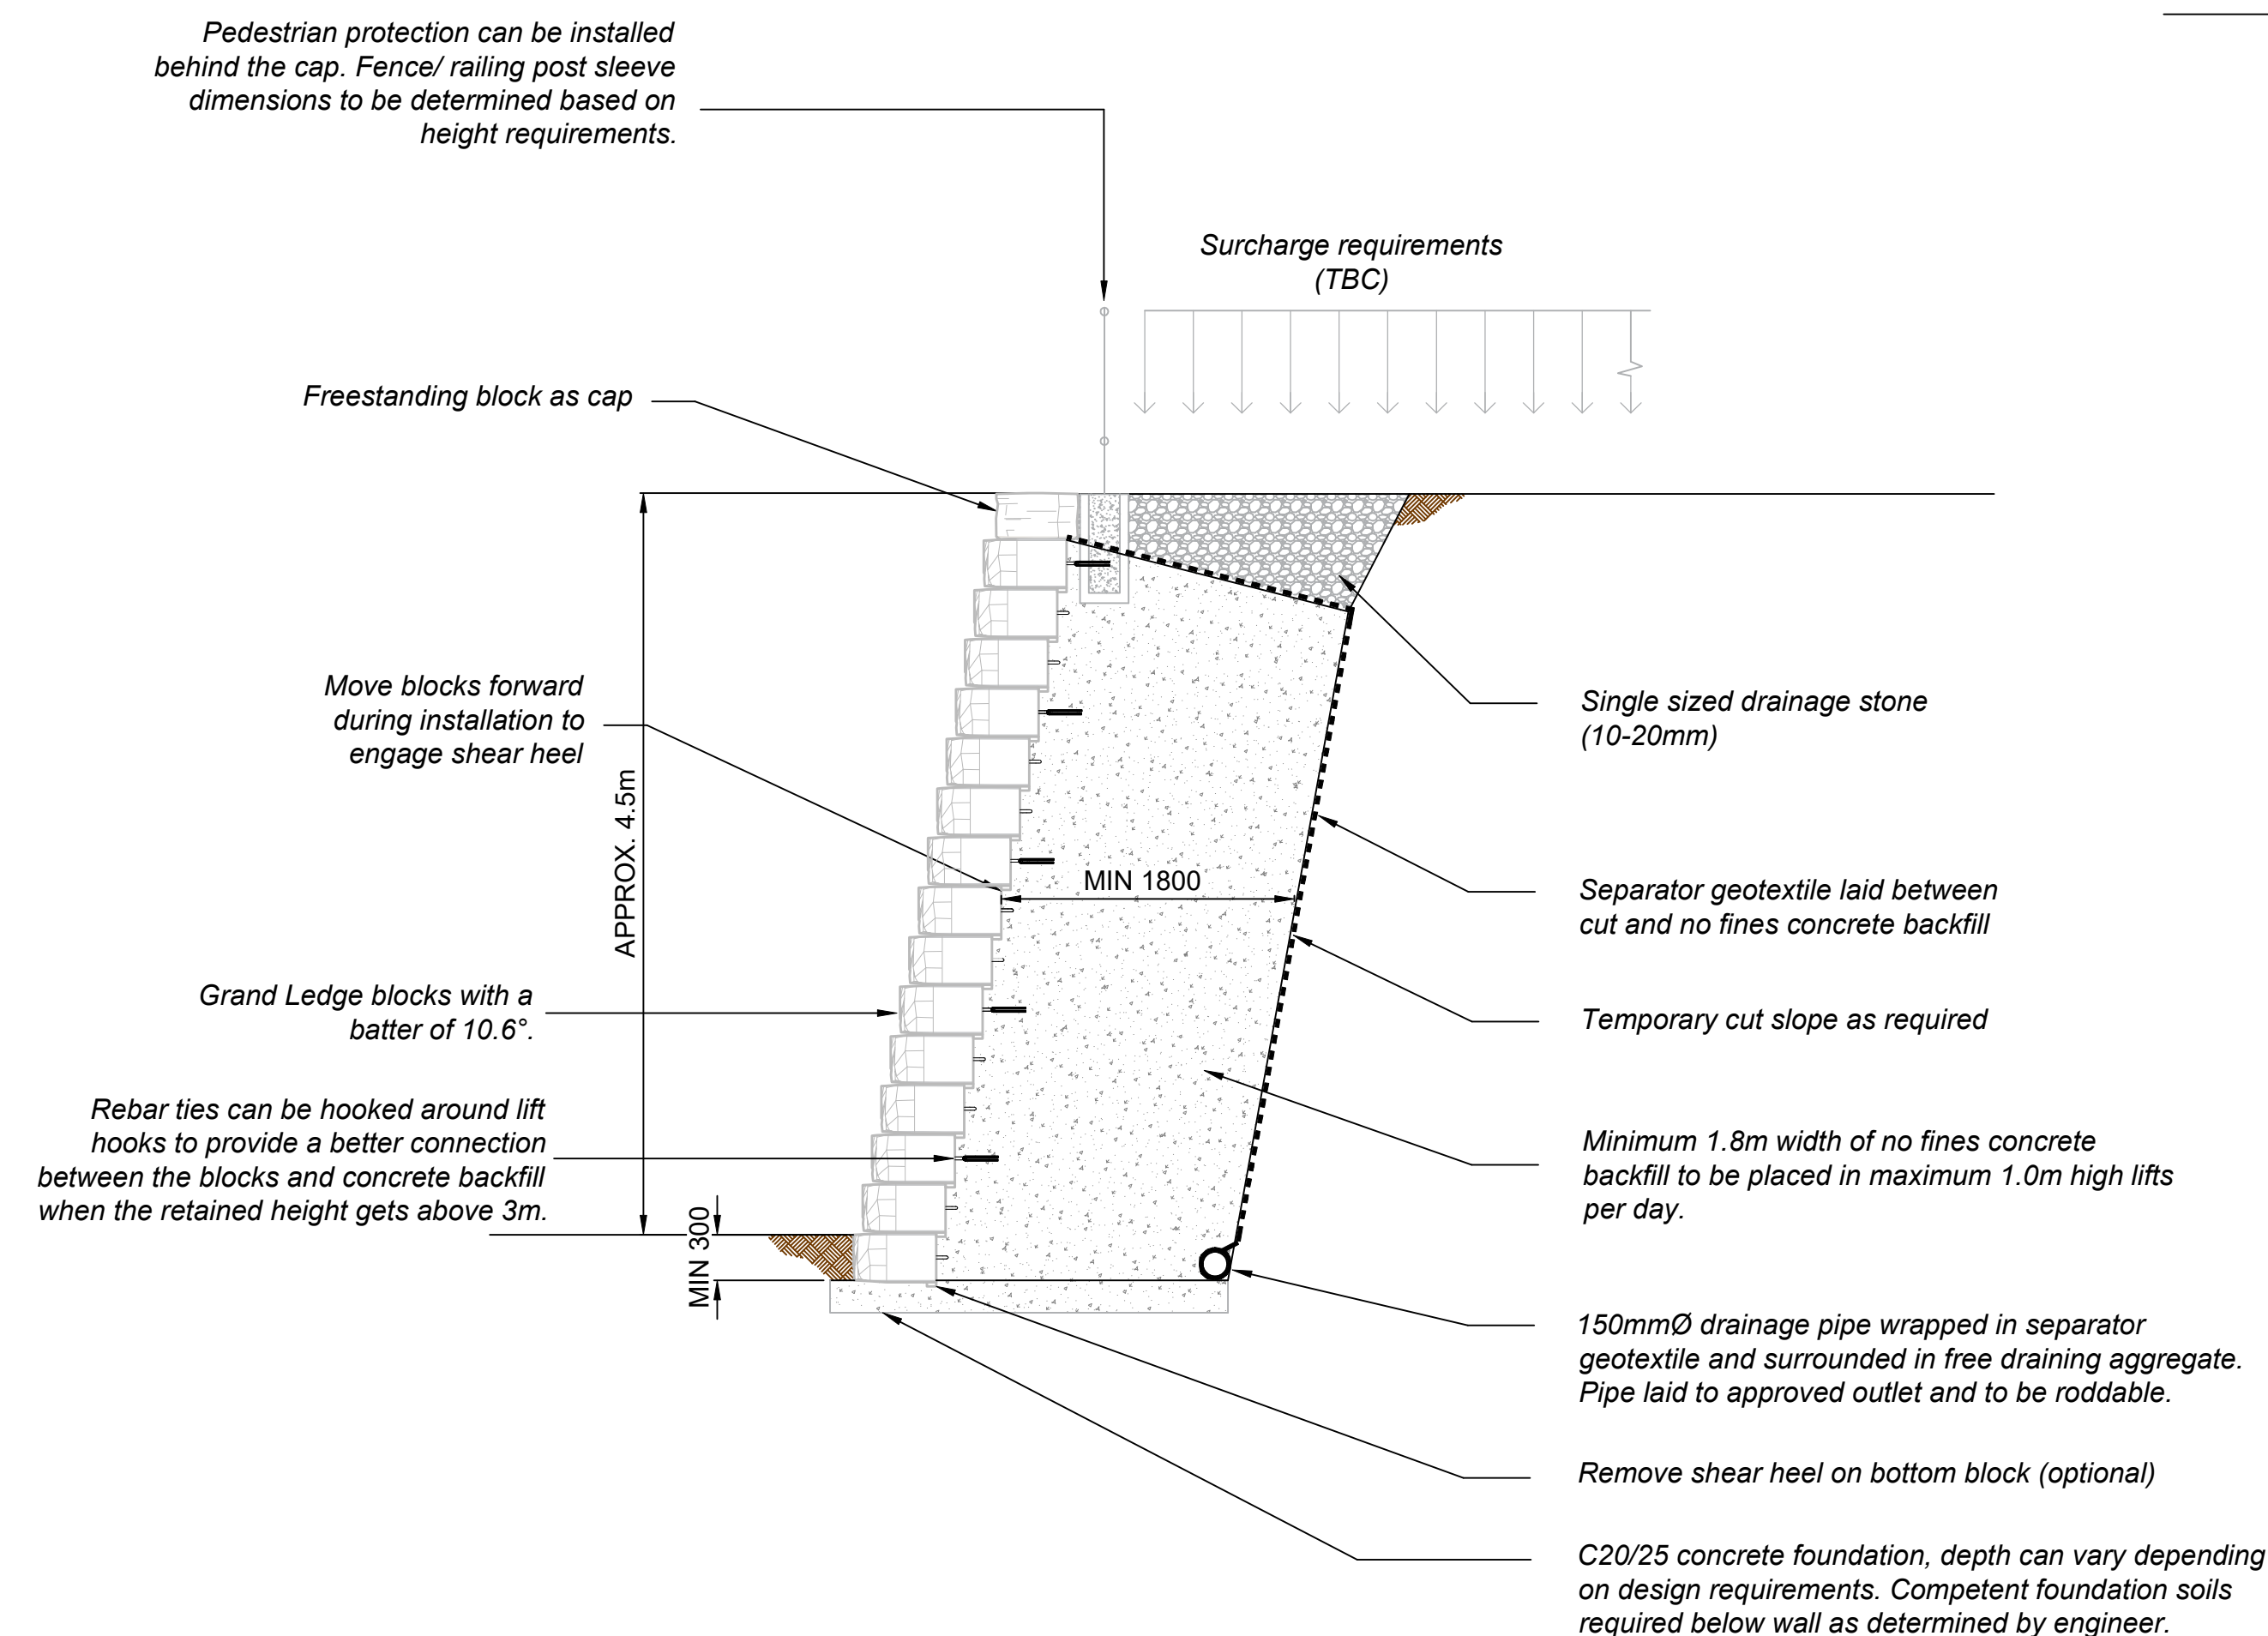 Pedestrian protection can be installed
behind the cap. Fence/ railing post sleeve
dimensions to be determined based on
height requirements.
Surcharge requirements
(TBC)
Freestanding block as cap
Move blocks forward
during installation to
engage shear heel
APPROX. 4.5m
MIN 1800
Single sized drainage stone
(10-20mm)
Separator geotextile laid between
cut and no fines concrete backfill
Grand Ledge blocks with a
batter of 10.6°.
Temporary cut slope as required
Rebar ties can be hooked around lift
hooks to provide a better connection
between the blocks and concrete backfill
when the retained height gets above 3m.
MIN 300
Minimum 1.8m width of no fines concrete
backfill to be placed in maximum 1.0m high lifts
per day.
150mmØ drainage pipe wrapped in separator
geotextile and surrounded in free draining aggregate.
Pipe laid to approved outlet and to be roddable.
Remove shear heel on bottom block (optional)
C20/25 concrete foundation, depth can vary depending
on design requirements. Competent foundation soils
required below wall as determined by engineer.